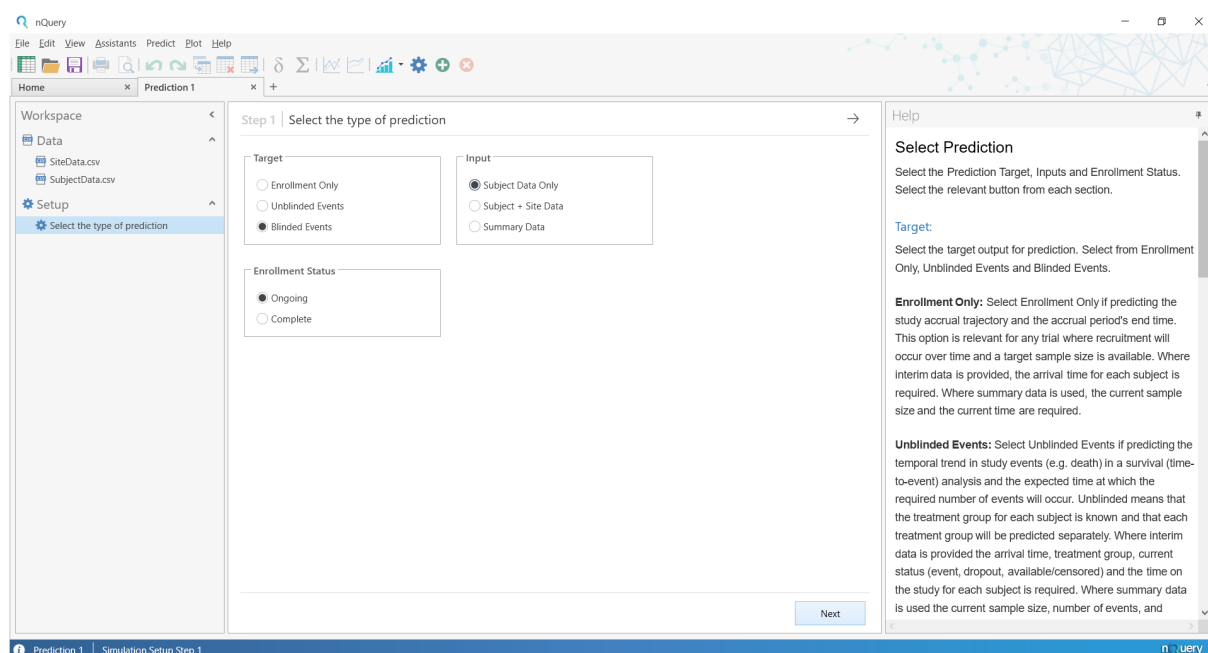 nQuery
File Edit View Assistants Predict Plot Help
Home × Prediction 1 × +
Workspace
Data
SiteData.csv
SubjectData.csv
Setup
Select the type of prediction
Step 1 | Select the type of prediction
Target
Enrollment Only
Unblinded Events
Blinded Events
Input
Subject Data Only
Subject + Site Data
Summary Data
Enrollment Status
Ongoing
Complete
Next
Help
Select Prediction
Select the Prediction Target, Inputs and Enrollment Status.
Select the relevant button from each section.
Target:
Select the target output for prediction. Select from Enrollment
Only, Unblinded Events and Blinded Events.
Enrollment Only: Select Enrollment Only if predicting the
study accrual trajectory and the accrual period's end time.
This option is relevant for any trial where recruitment will
occur over time and a target sample size is available. Where
interim data is provided, the arrival time for each subject is
required. Where summary data is used, the current sample
size and the current time are required.
Unblinded Events: Select Unblinded Events if predicting the
temporal trend in study events (e.g. death) in a survival (time-
to-event) analysis and the expected time at which the
required number of events will occur. Unblinded means that
the treatment group for each subject is known and that each
treatment group will be predicted separately. Where interim
data is provided the arrival time, treatment group, current
status (event, dropout, available/censored) and the time on
the study for each subject is required. Where summary data
is used the current sample size, number of events, and
Prediction 1 | Simulation Setup Step 1
nQuery